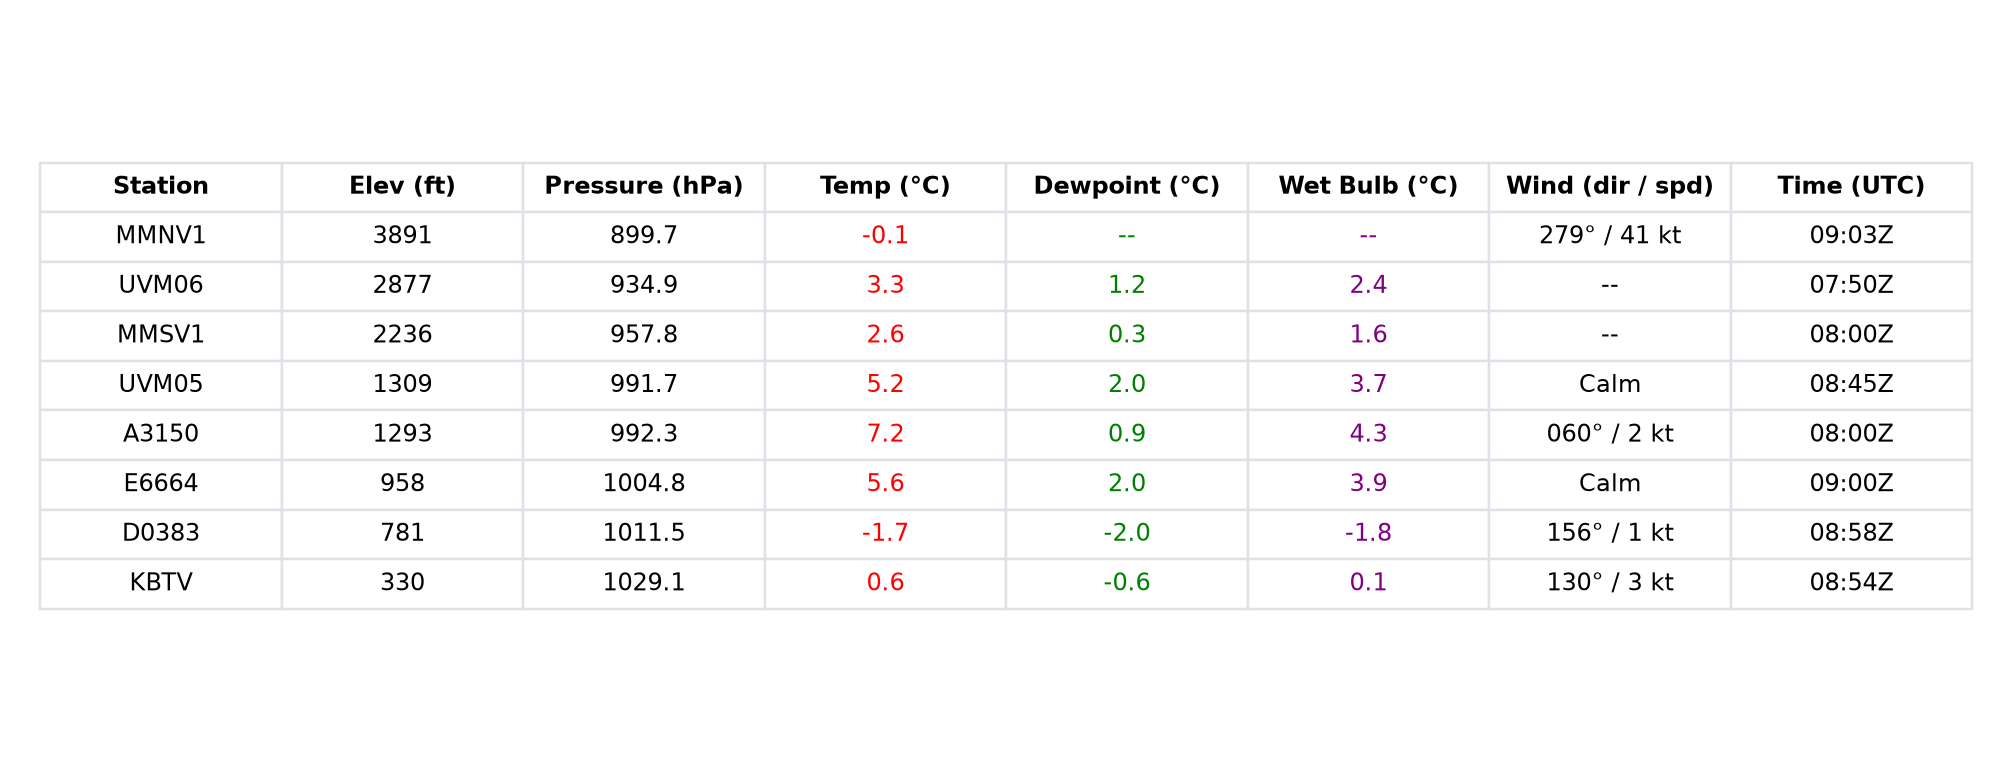 Station Elev (ft) Pressure (hPa) Temp (°C) Dewpoint (°C) Wet Bulb (°C) Wind (dir / spd) Time (UTC)
MMNV1 3891 899.7 -0.1 -- -- 279° / 41 kt 09:03Z
UVM06 2877 934.9 3.3 1.2 2.4 -- 07:50Z
MMSV1 2236 957.8 2.6 0.3 1.6 -- 08:00Z
UVM05 1309 991.7 5.2 2.0 3.7 Calm 08:45Z
A3150 1293 992.3 7.2 0.9 4.3 060° / 2 kt 08:00Z
E6664 958 1004.8 5.6 2.0 3.9 Calm 09:00Z
D0383 781 1011.5 -1.7 -2.0 -1.8 156° / 1 kt 08:58Z
KBTV 330 1029.1 0.6 -0.6 0.1 130° / 3 kt 08:54Z